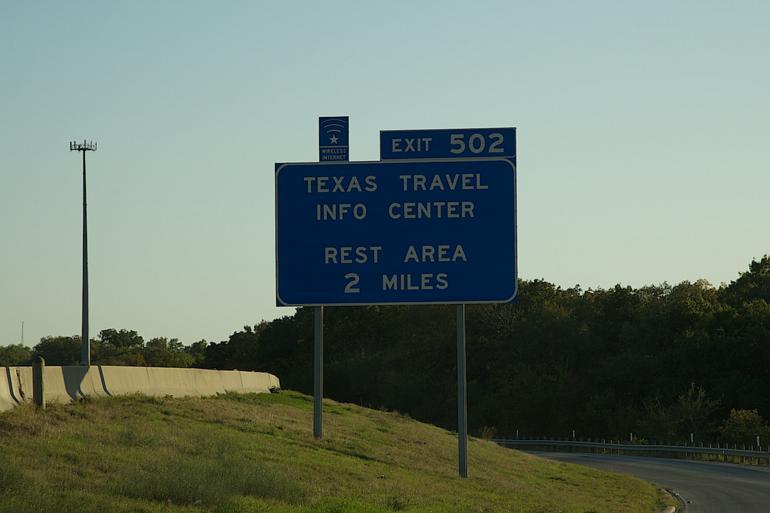 WIRELESS
INTERNET
EXIT 502
TEXAS TRAVEL
INFO CENTER
REST AREA
2 MILES